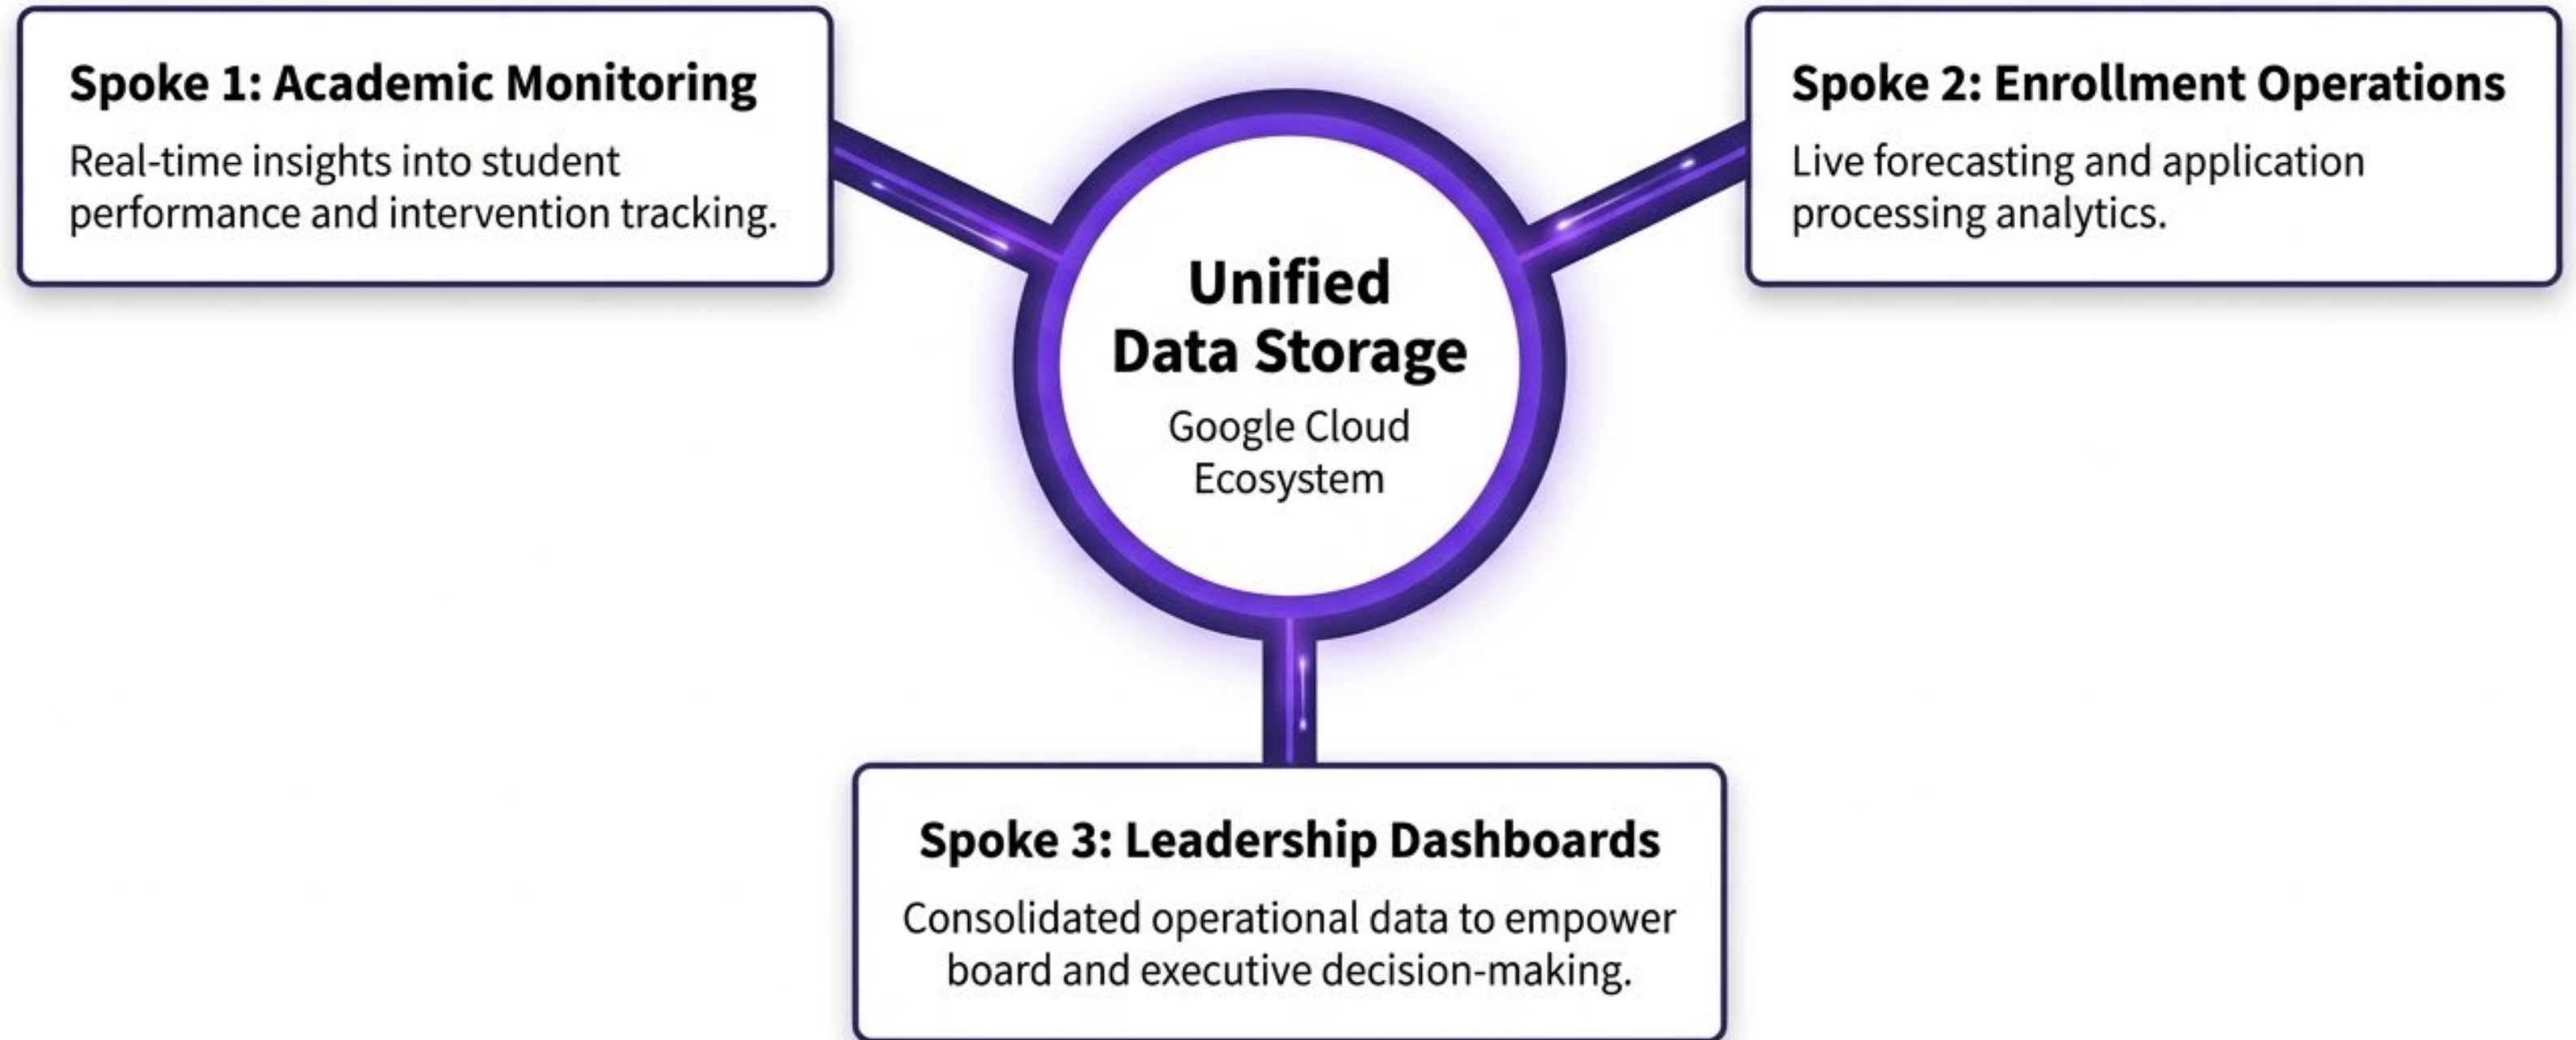 Spoke 1: Academic Monitoring
Real-time insights into student
performance and intervention tracking.
Spoke 2: Enrollment Operations
Live forecasting and application
processing analytics.
Unified
Data Storage
Google Cloud
Ecosystem
Spoke 3: Leadership Dashboards
Consolidated operational data to empower
board and executive decision-making.